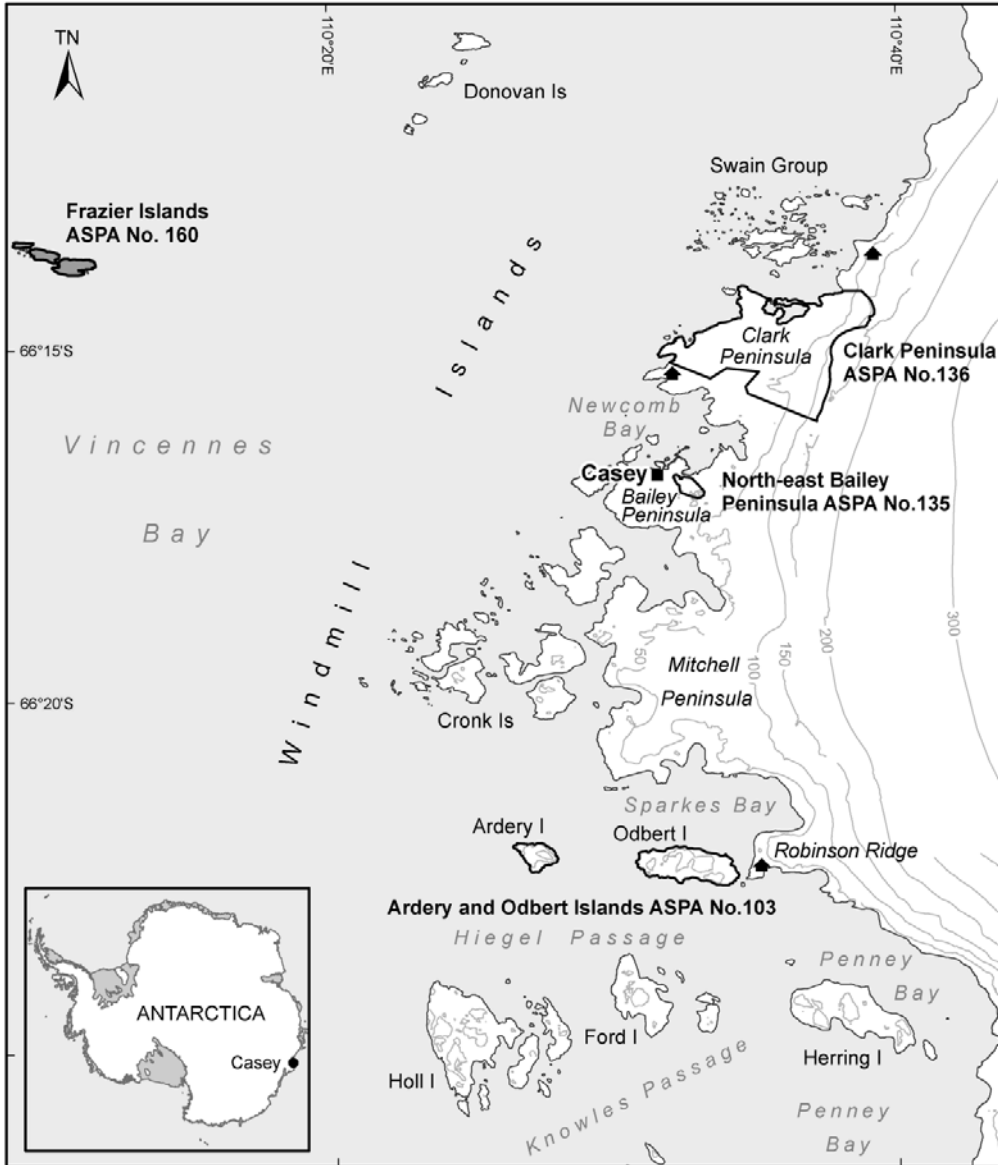 TN
110°20'E
110°40'E
Donovan Is
Swain Group
Frazier Islands
ASPA No. 160
Windmill Islands
66°15'S
Clark
Peninsula
Clark Peninsula
ASPA No.136
Newcomb
Bay
Vincennes
Bay
Casey
Bailey
Peninsula
North-east Bailey
Peninsula ASPA No.135
50
100
150
200
300
Mitchell
Peninsula
66°20'S
Cronk Is
Sparkes Bay
Ardery I
Odbert I
Robinson Ridge
Ardery and Odbert Islands ASPA No.103
Hiegel Passage
Penney
Bay
Ford I
Herring I
Holl I
Knowles Passage
Penney
Bay
ANTARCTICA
Casey